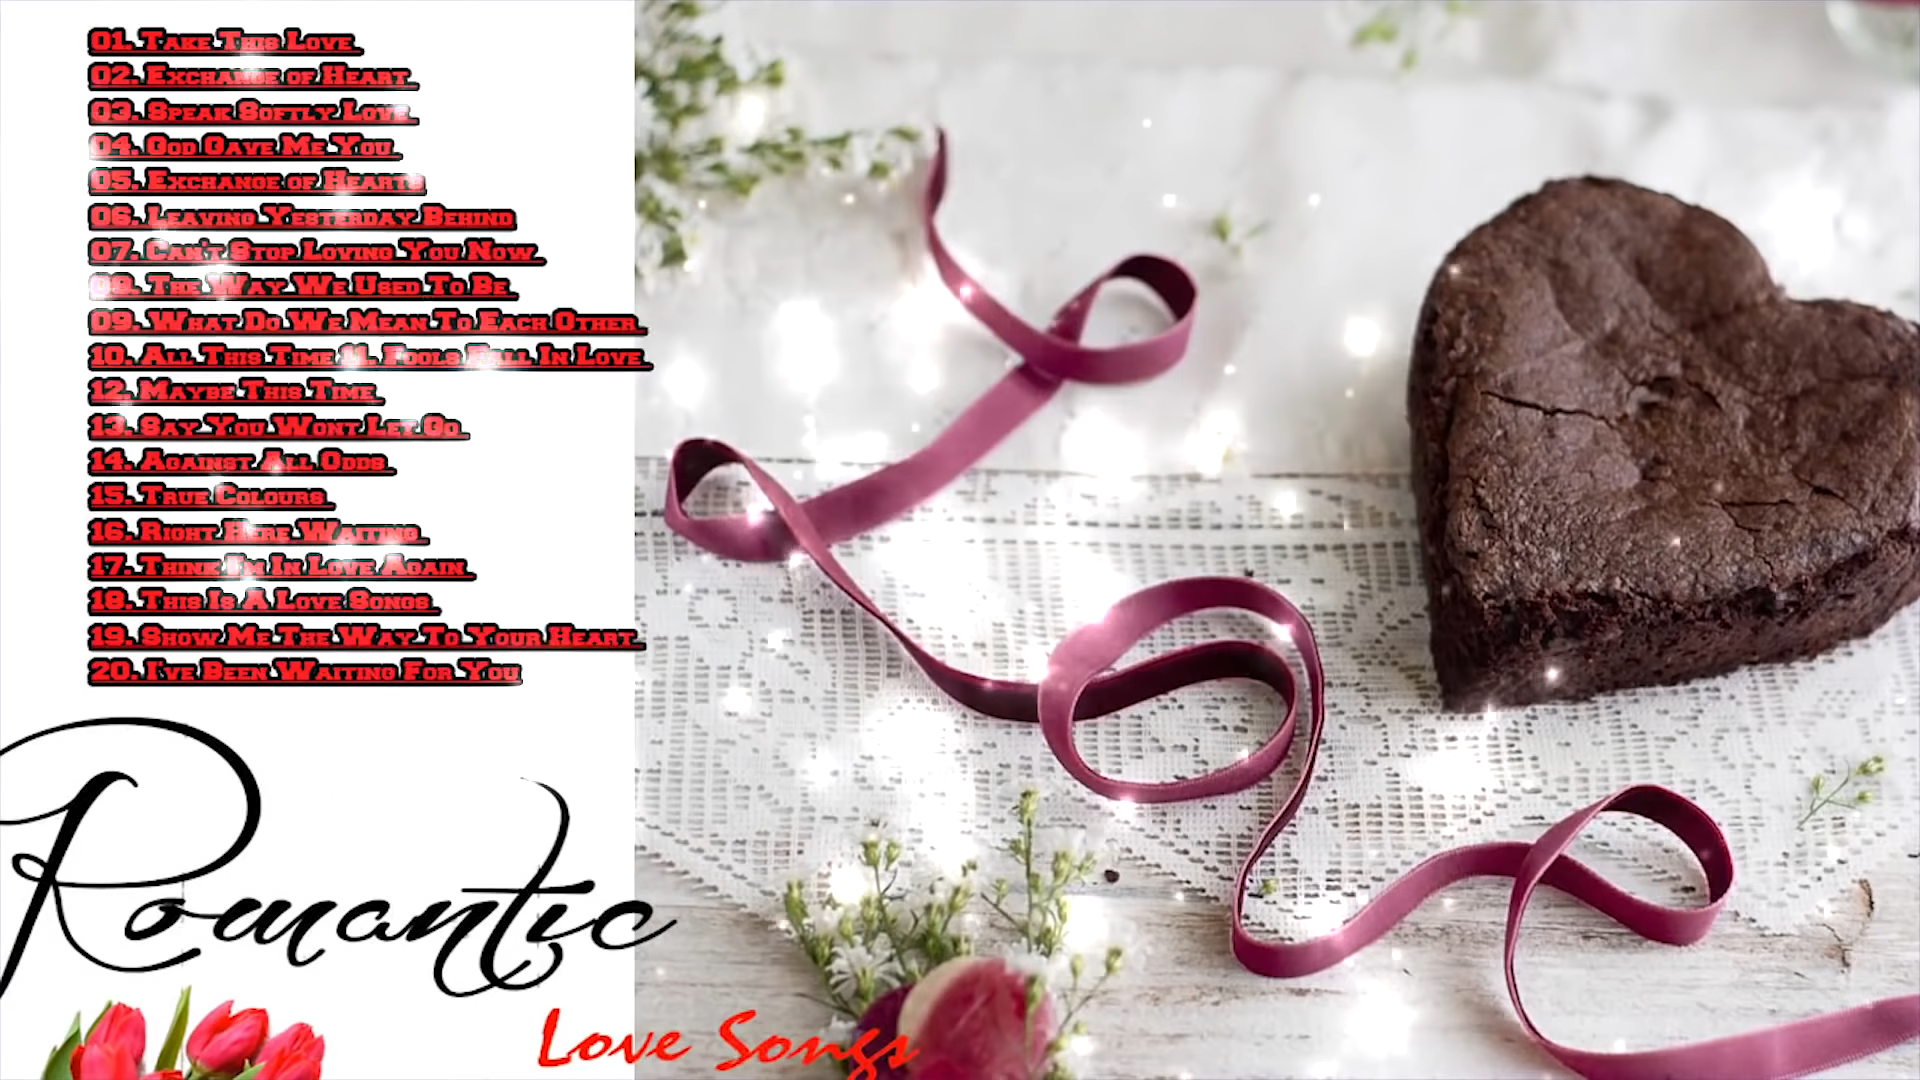 01. Take This Love
02. Exchange of Heart
03. Speak Softly Love
04. God Gave Me You
05. Exchange of Hearts
06. Leaving Yesterday Behind
07. Can't Stop Loving You Now
09. The Way We Used To Be
09. What Do We Mean To Each Other
10. All This Time 11. Fools Fall In Love
12. Maybe This Time
13. Say You Wont Let Go
14. Against All Odds
15. True Colours
16. Right Here Waiting
17. Think I'm In Love Again
18. This Is A Love Songs
19. Show Me The Way To Your Heart
20. I've Been Waiting For You
Romantic
Love Songs